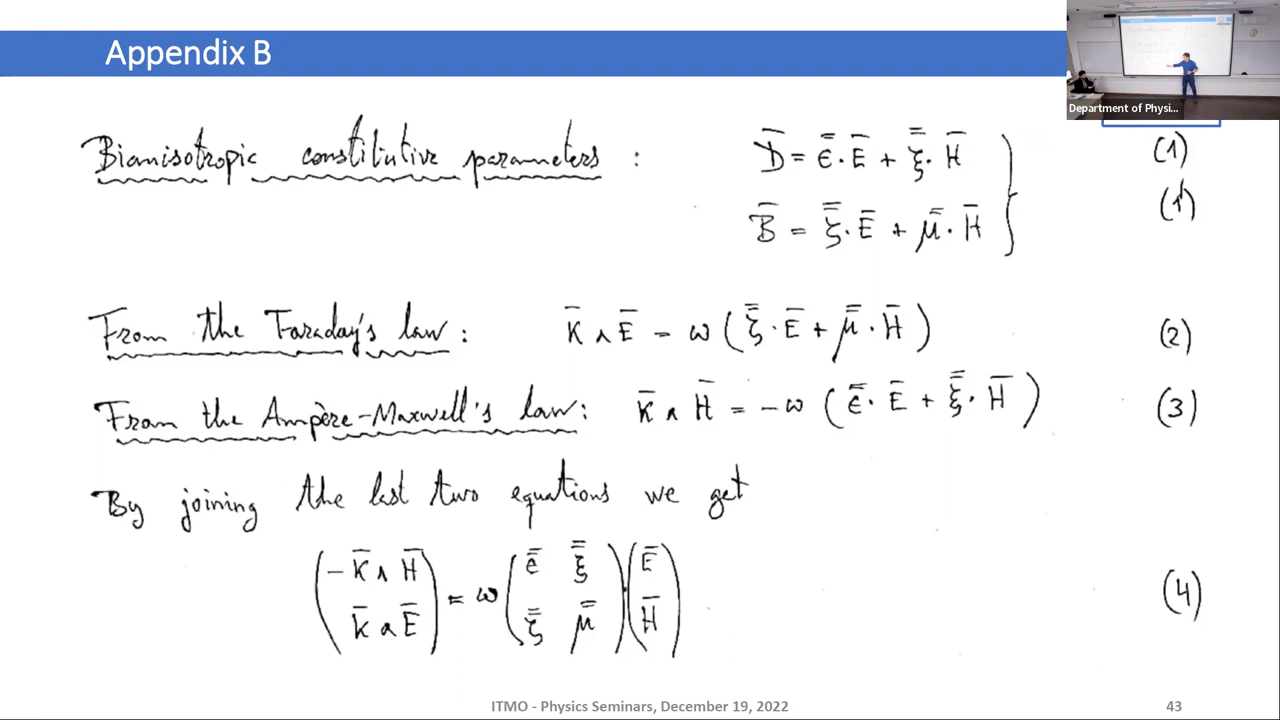 Appendix B
Department of Physi...
Bianisotropic constitutive parameters : D̄ = ε̿·Ē + ξ̿·H̄ (1)
B̄ = ζ̿·Ē + μ̿·H̄ (1')
From the Faraday's law: K̄ ∧ Ē = ω(ζ̿·Ē + μ̿·H̄) (2)
From the Ampère-Maxwell's law: K̄ ∧ H̄ = -ω(ε̿·Ē + ξ̿·H̄) (3)
By joining the last two equations we get
(-K̄ ∧ H̄) = ω (ε̿ ξ̿) (Ē)
(K̄ ∧ Ē) (ζ̿ μ̿) (H̄) (4)
ITMO - Physics Seminars, December 19, 2022
43